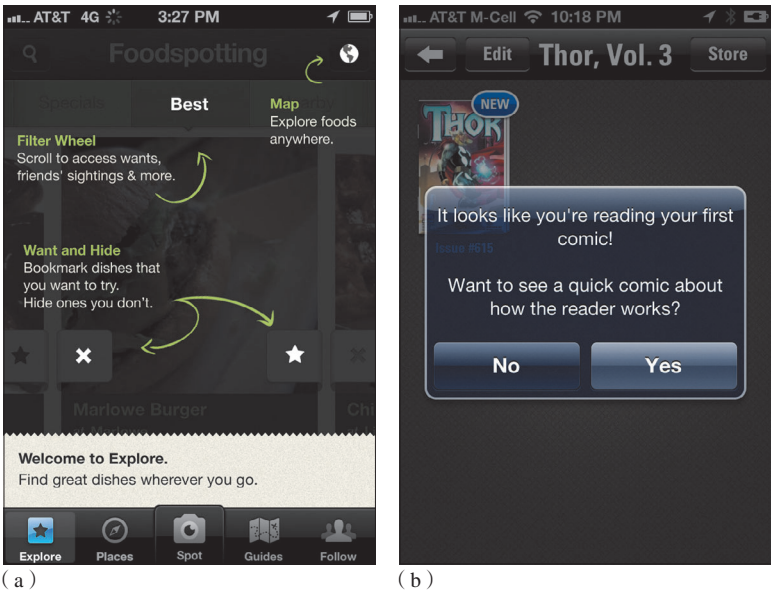 AT&T 4G 3:27 PM
Foodspotting
Specials
Best
Map
Explore foods
anywhere.
Filter Wheel
Scroll to access wants,
friends' sightings & more.
Want and Hide
Bookmark dishes that
you want to try.
Hide ones you don't.
Marlowe Burger
Chi
Welcome to Explore.
Find great dishes wherever you go.
Explore Places Spot Guides Follow
( a )
AT&T M-Cell 10:18 PM
Edit Thor, Vol. 3 Store
NEW
THOR
It looks like you're reading your first
comic!
Issue #615
Want to see a quick comic about
how the reader works?
No Yes
( b )